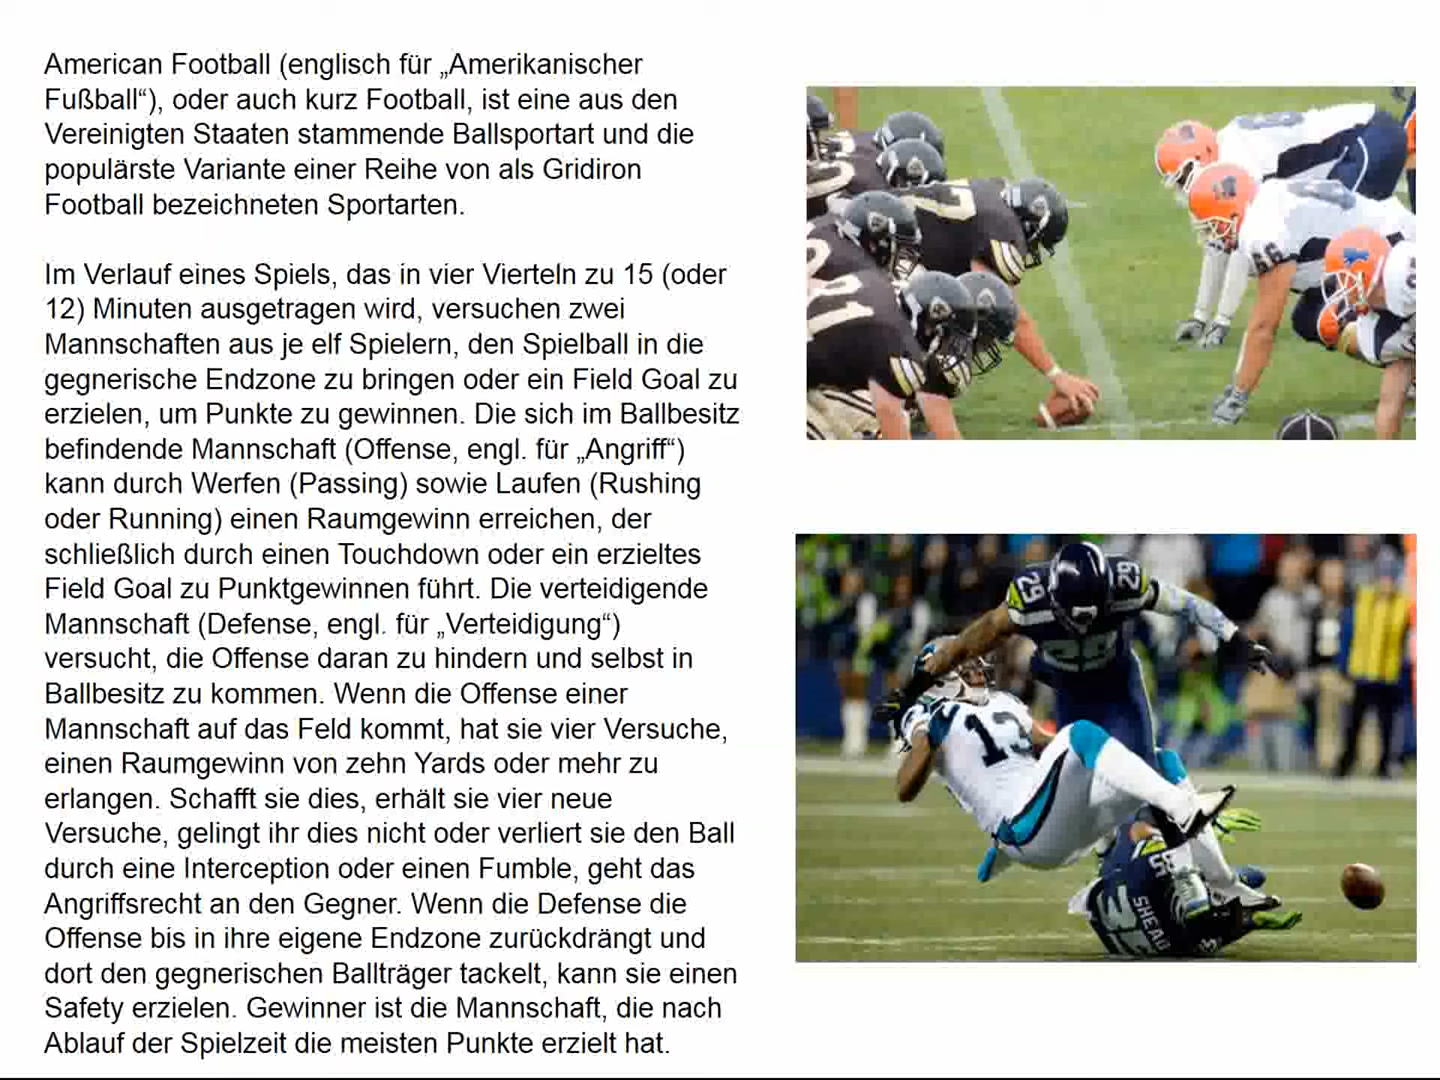 American Football (englisch für „Amerikanischer
Fußball“), oder auch kurz Football, ist eine aus den
Vereinigten Staaten stammende Ballsportart und die
populärste Variante einer Reihe von als Gridiron
Football bezeichneten Sportarten.
Im Verlauf eines Spiels, das in vier Vierteln zu 15 (oder
12) Minuten ausgetragen wird, versuchen zwei
Mannschaften aus je elf Spielern, den Spielball in die
gegnerische Endzone zu bringen oder ein Field Goal zu
erzielen, um Punkte zu gewinnen. Die sich im Ballbesitz
befindende Mannschaft (Offense, engl. für „Angriff“)
kann durch Werfen (Passing) sowie Laufen (Rushing
oder Running) einen Raumgewinn erreichen, der
schließlich durch einen Touchdown oder ein erzieltes
Field Goal zu Punktgewinnen führt. Die verteidigende
Mannschaft (Defense, engl. für „Verteidigung“)
versucht, die Offense daran zu hindern und selbst in
Ballbesitz zu kommen. Wenn die Offense einer
Mannschaft auf das Feld kommt, hat sie vier Versuche,
einen Raumgewinn von zehn Yards oder mehr zu
erlangen. Schafft sie dies, erhält sie vier neue
Versuche, gelingt ihr dies nicht oder verliert sie den Ball
durch eine Interception oder einen Fumble, geht das
Angriffsrecht an den Gegner. Wenn die Defense die
Offense bis in ihre eigene Endzone zurückdrängt und
dort den gegnerischen Ballträger tackelt, kann sie einen
Safety erzielen. Gewinner ist die Mannschaft, die nach
Ablauf der Spielzeit die meisten Punkte erzielt hat.
7
66
29 29
29
13
35
SHEAD